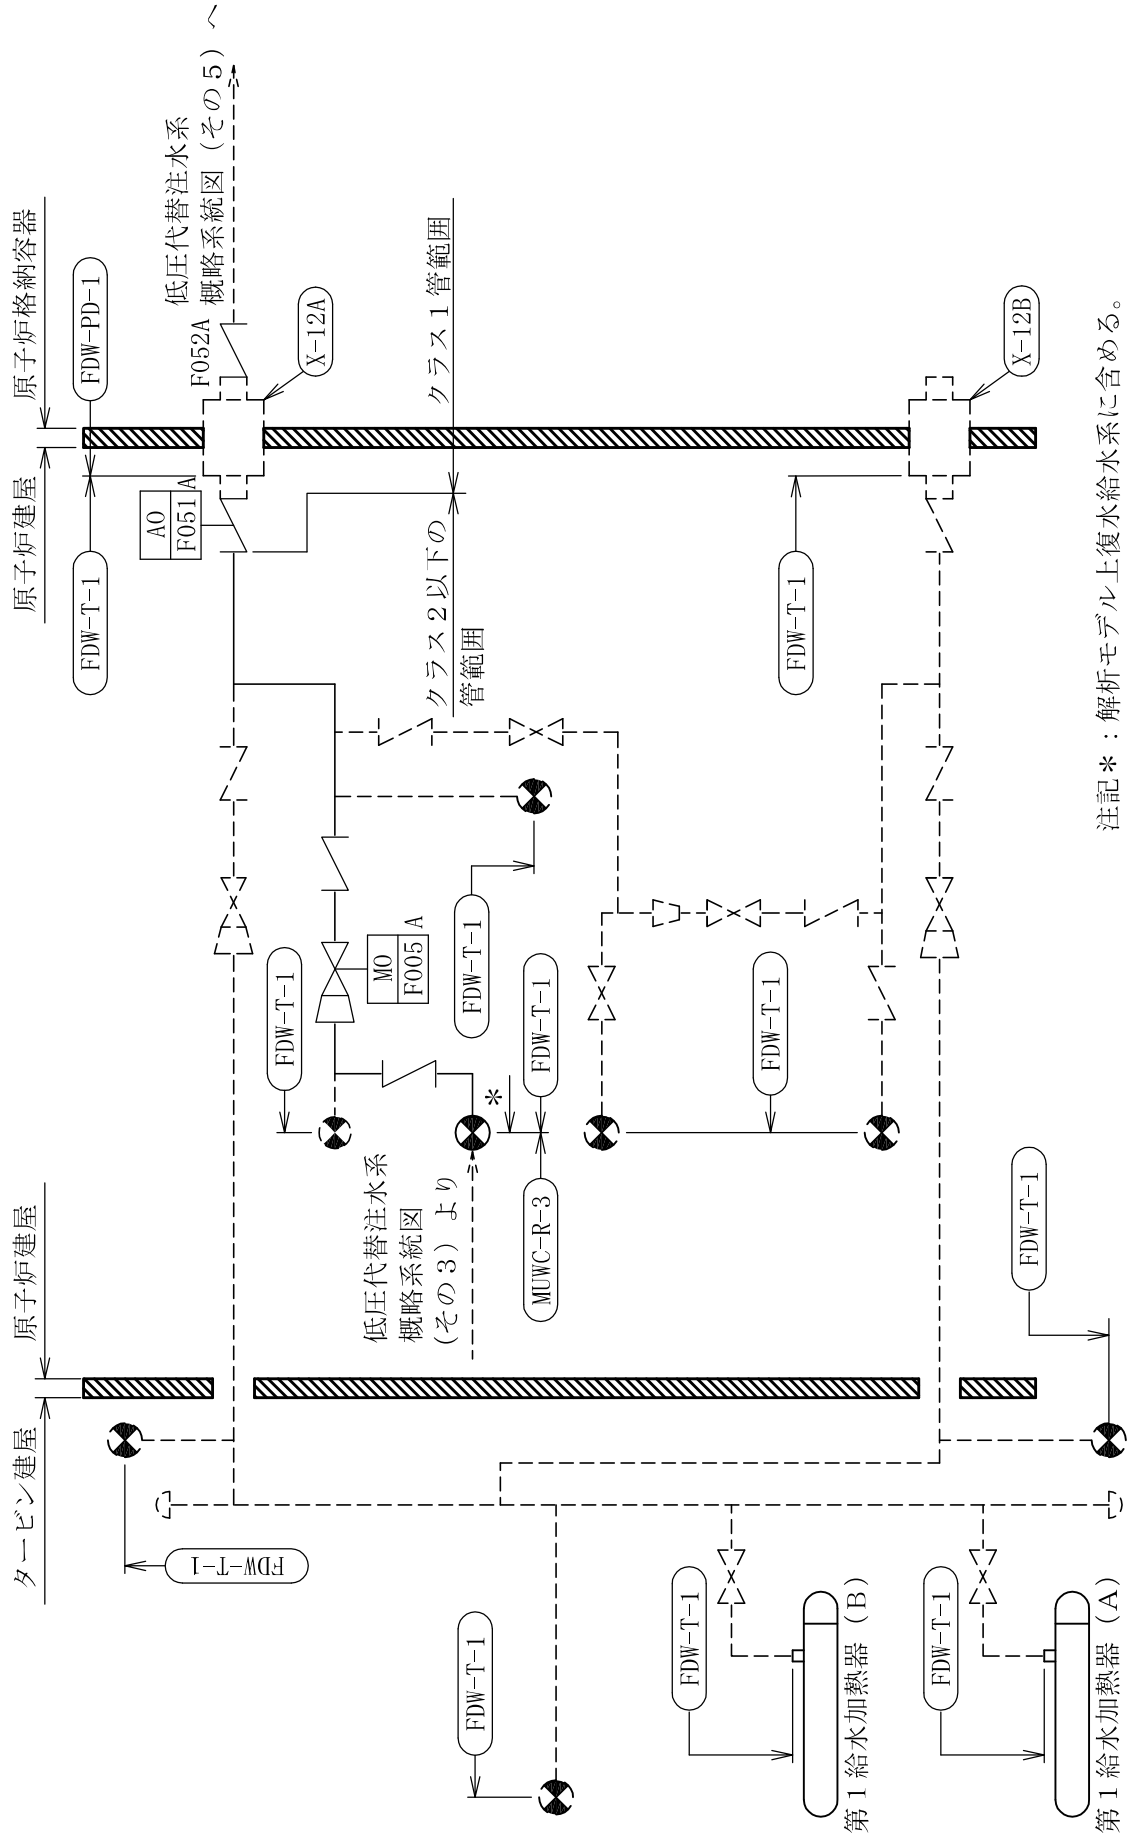 タービン建屋
原子炉建屋
原子炉建屋
原子炉格納容器
FDW-T-1
FDW-T-1
FDW-PD-1
AO
F051
A
F052A
X-12A
低圧代替注水系
概略系統図（その５）へ
FDW-T-1
MO
F005
A
クラス２以下の
管範囲
クラス１管範囲
低圧代替注水系
概略系統図
（その３）より
*
FDW-T-1
FDW-T-1
MUWC-R-3
FDW-T-1
FDW-T-1
FDW-T-1
FDW-T-1
X-12B
FDW-T-1
第１給水加熱器（B）
FDW-T-1
FDW-T-1
第１給水加熱器（A）
注記＊：解析モデル上復水給水系に含める。